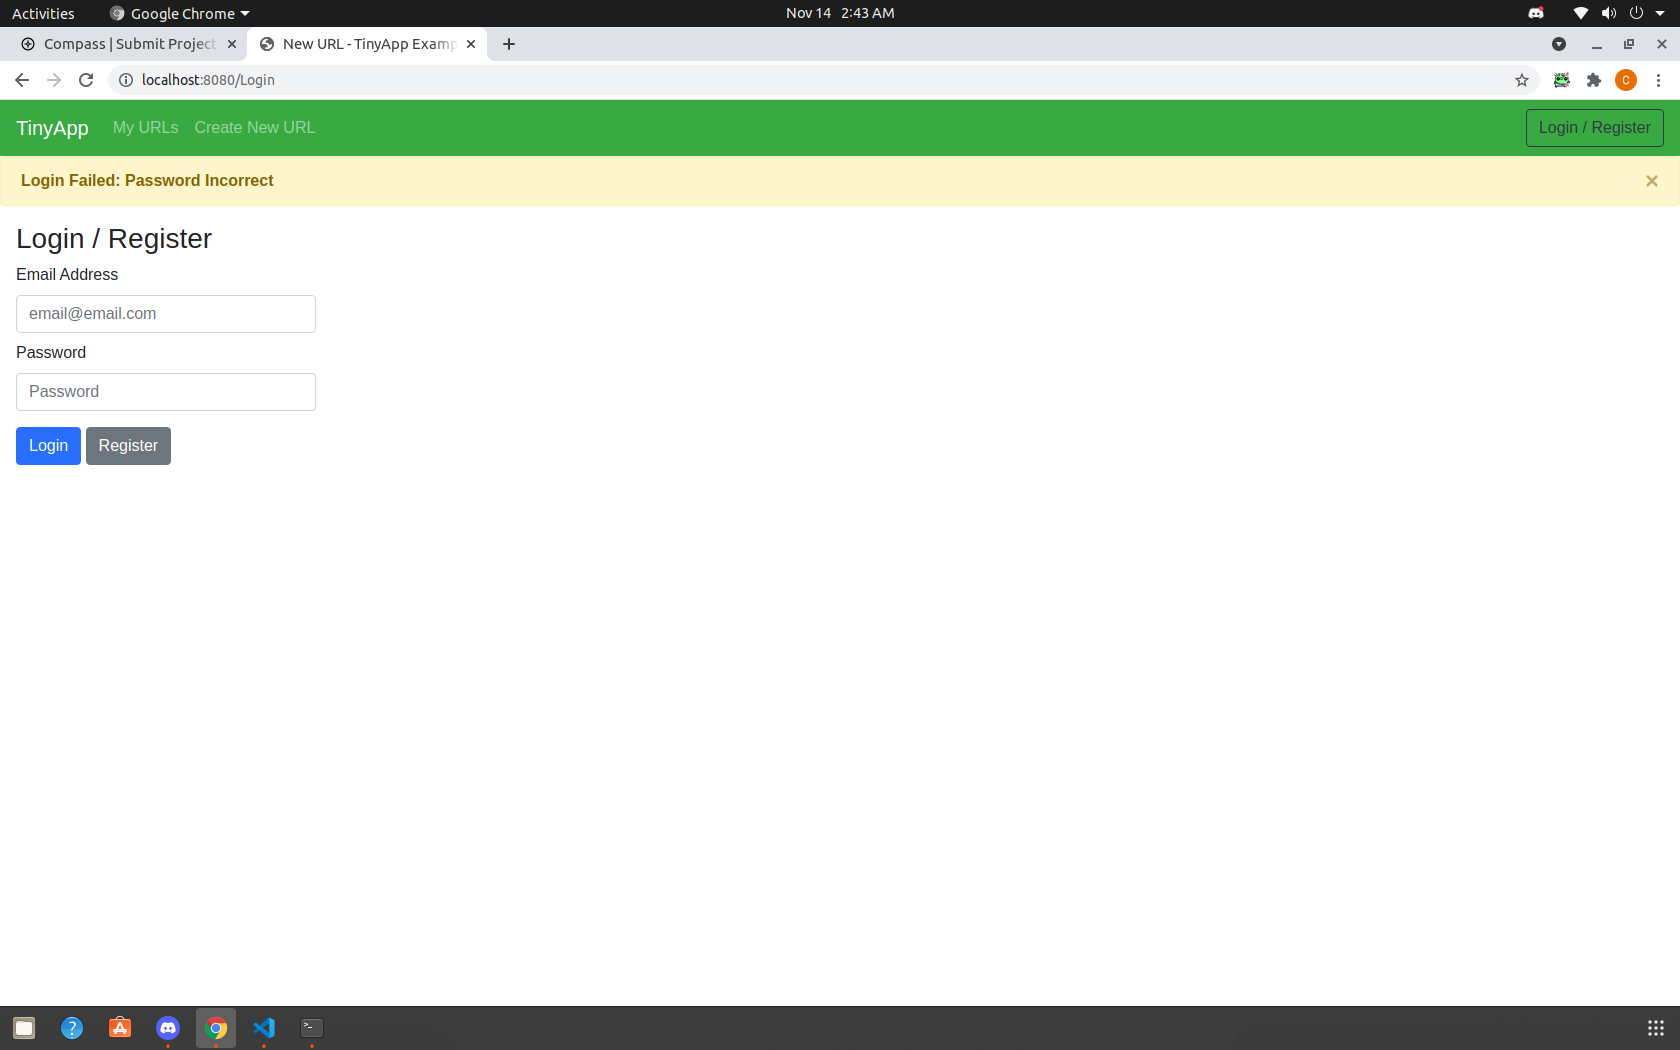 Activities Google Chrome Nov 14 2:43 AM
Compass | Submit Project New URL - TinyApp Examp
localhost:8080/Login C
TinyApp My URLs Create New URL Login / Register
Login Failed: Password Incorrect ×
Login / Register
Email Address
email@email.com
Password
Password
Login Register